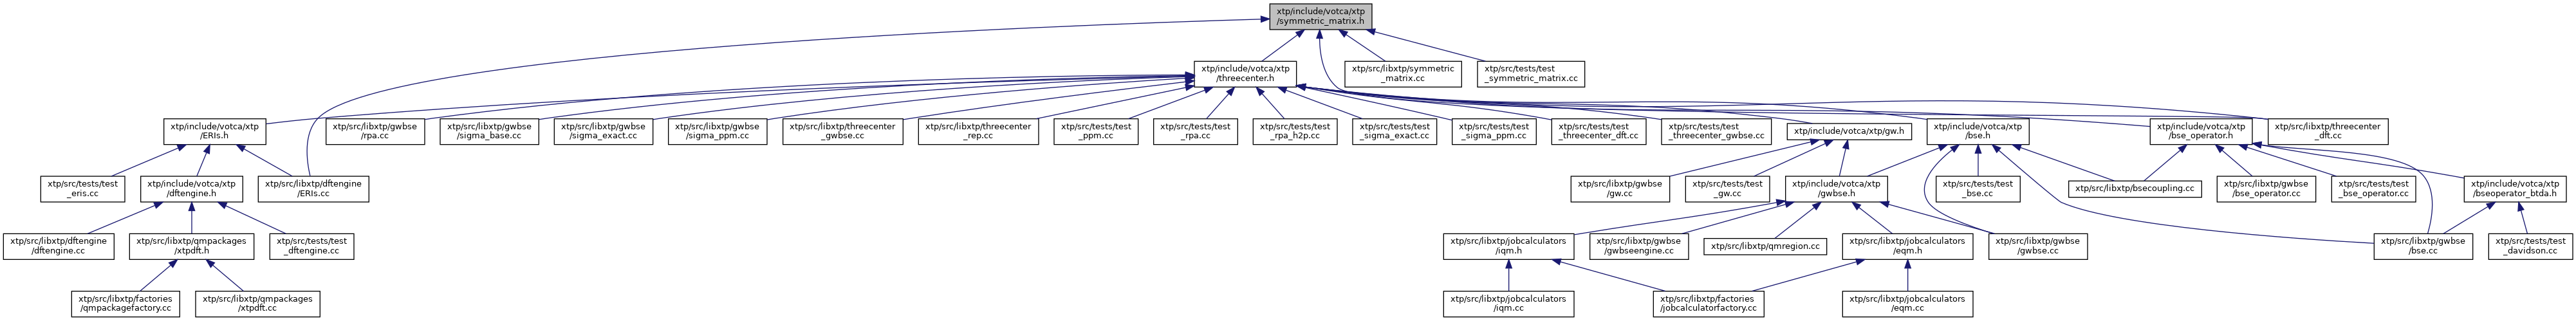 xtp/include/votca/xtp
/symmetric_matrix.h
xtp/include/votca/xtp
/threecenter.h
xtp/src/libxtp/symmetric
_matrix.cc
xtp/src/tests/test
_symmetric_matrix.cc
xtp/include/votca/xtp
/ERIs.h
xtp/src/libxtp/gwbse
/rpa.cc
xtp/src/libxtp/gwbse
/sigma_base.cc
xtp/src/libxtp/gwbse
/sigma_exact.cc
xtp/src/libxtp/gwbse
/sigma_ppm.cc
xtp/src/libxtp/threecenter
_gwbse.cc
xtp/src/libxtp/threecenter
_rep.cc
xtp/src/tests/test
_ppm.cc
xtp/src/tests/test
_rpa.cc
xtp/src/tests/test
_rpa_h2p.cc
xtp/src/tests/test
_sigma_exact.cc
xtp/src/tests/test
_sigma_ppm.cc
xtp/src/tests/test
_threecenter_dft.cc
xtp/src/tests/test
_threecenter_gwbse.cc
xtp/include/votca/xtp/gw.h
xtp/include/votca/xtp
/bse.h
xtp/include/votca/xtp
/bse_operator.h
xtp/src/libxtp/threecenter
_dft.cc
xtp/src/tests/test
_eris.cc
xtp/include/votca/xtp
/dftengine.h
xtp/src/libxtp/dftengine
/ERIs.cc
xtp/src/libxtp/gwbse
/gw.cc
xtp/src/tests/test
_gw.cc
xtp/include/votca/xtp
/gwbse.h
xtp/src/tests/test
_bse.cc
xtp/src/libxtp/bsecoupling.cc
xtp/src/libxtp/gwbse
/bse_operator.cc
xtp/src/tests/test
_bse_operator.cc
xtp/include/votca/xtp
/bseoperator_btda.h
xtp/src/libxtp/dftengine
/dftengine.cc
xtp/src/libxtp/qmpackages
/xtpdft.h
xtp/src/tests/test
_dftengine.cc
xtp/src/libxtp/jobcalculators
/iqm.h
xtp/src/libxtp/gwbse
/gwbseengine.cc
xtp/src/libxtp/qmregion.cc
xtp/src/libxtp/jobcalculators
/eqm.h
xtp/src/libxtp/gwbse
/gwbse.cc
xtp/src/libxtp/gwbse
/bse.cc
xtp/src/tests/test
_davidson.cc
xtp/src/libxtp/factories
/qmpackagefactory.cc
xtp/src/libxtp/qmpackages
/xtpdft.cc
xtp/src/libxtp/jobcalculators
/iqm.cc
xtp/src/libxtp/factories
/jobcalculatorfactory.cc
xtp/src/libxtp/jobcalculators
/eqm.cc